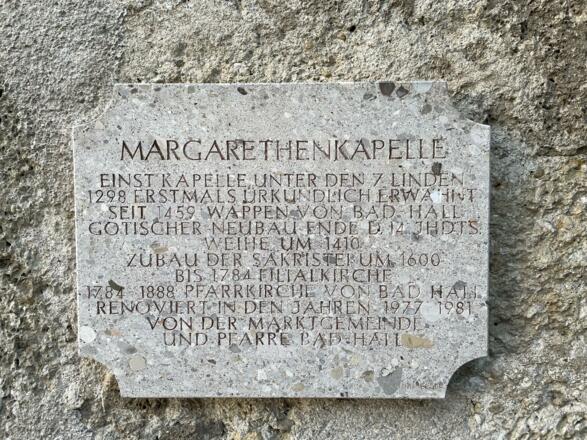 MARGARETHENKAPELLE
EINST KAPELLE UNTER DEN 7 LINDEN
1298 ERSTMALS URKUNDLICH ERWÄHNT
SEIT 1459 WAPPEN VON BAD HALL
GOTISCHER NEUBAU ENDE D. 14. JHDTS.
WEIHE UM 1410
ZUBAU DER SAKRISTEI UM 1600
BIS 1784 FILIALKIRCHE
1784 - 1888 PFARRKIRCHE VON BAD HALL
RENOVIERT IN DEN JAHREN 1977 - 1981
VON DER MARKTGEMEINDE
UND PFARRE BAD-HALL